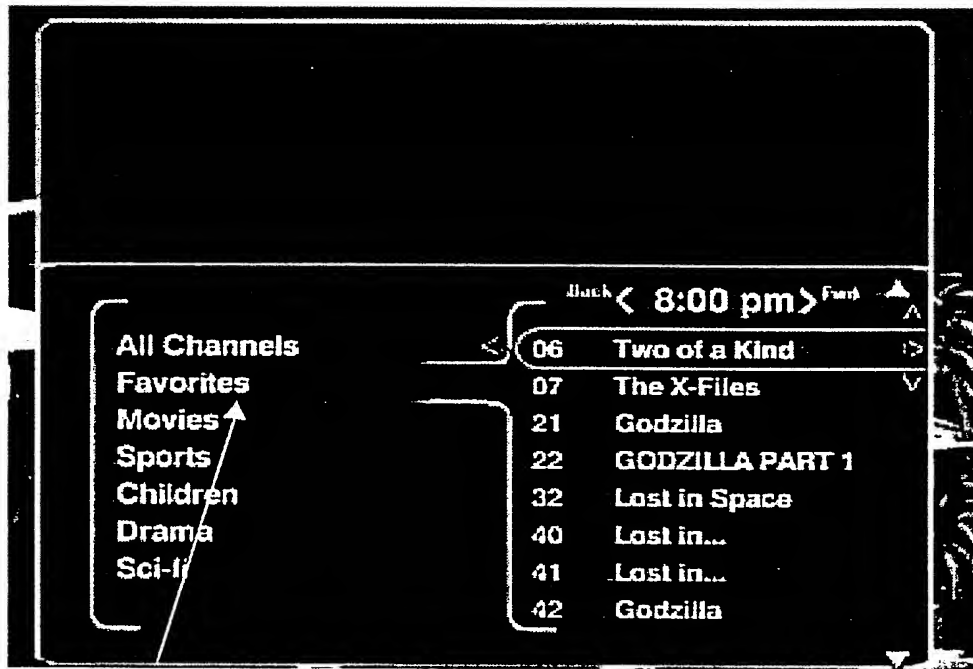 All Channels
Favorites
Movies
Sports
Children
Drama
Sci-fi
Back < 8:00 pm > Fwd
06 Two of a Kind
07 The X-Files
21 Godzilla
22 GODZILLA PART 1
32 Lost in Space
40 Lost in...
41 Lost in...
42 Godzilla